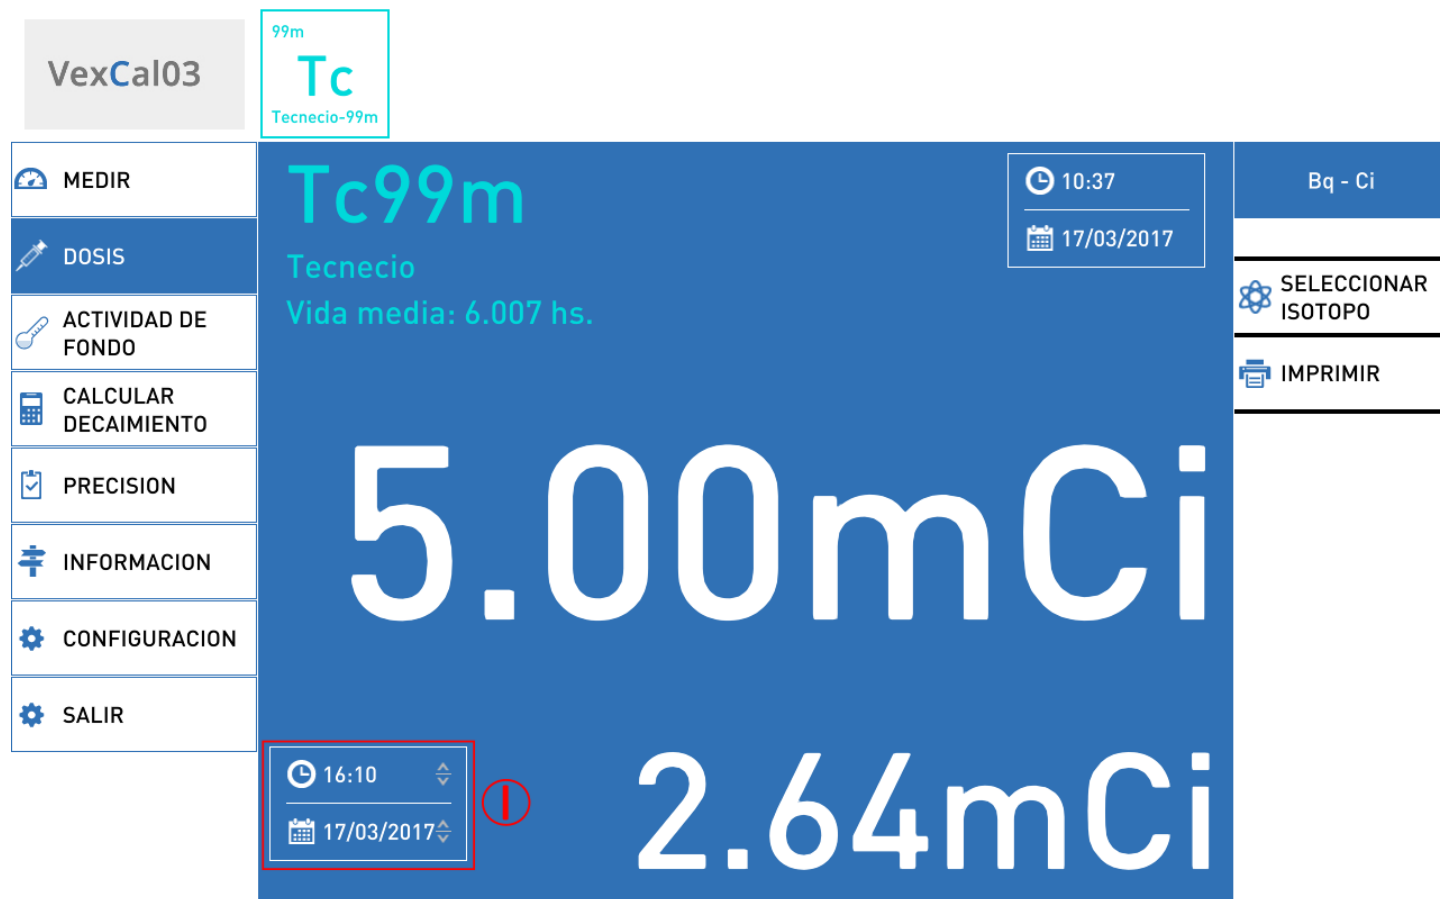 VexCal03
99m
Tc
Tecnecio-99m
MEDIR
DOSIS
ACTIVIDAD DE
FONDO
CALCULAR
DECAIMIENTO
PRECISION
INFORMACION
CONFIGURACION
SALIR
Tc99m
Tecnecio
Vida media: 6.007 hs.
10:37
17/03/2017
5.00mCi
16:10
17/03/2017
I
2.64mCi
Bq - Ci
SELECCIONAR
ISOTOPO
IMPRIMIR